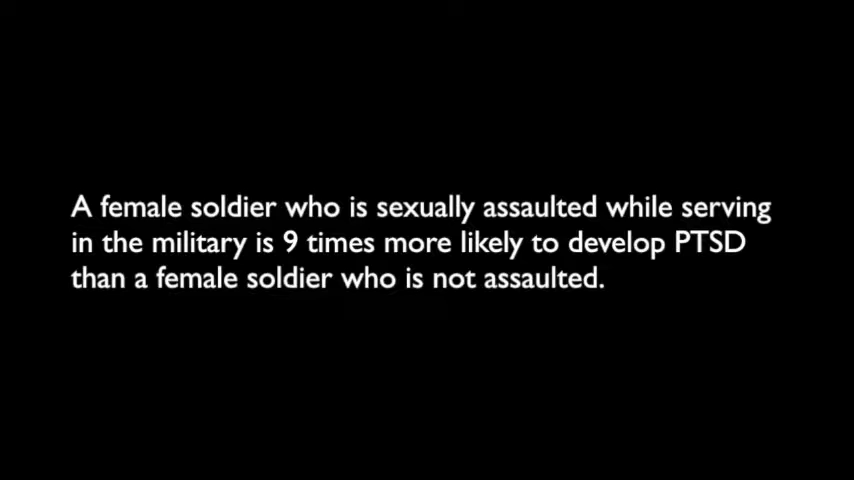 A female soldier who is sexually assaulted while serving
in the military is 9 times more likely to develop PTSD
than a female soldier who is not assaulted.